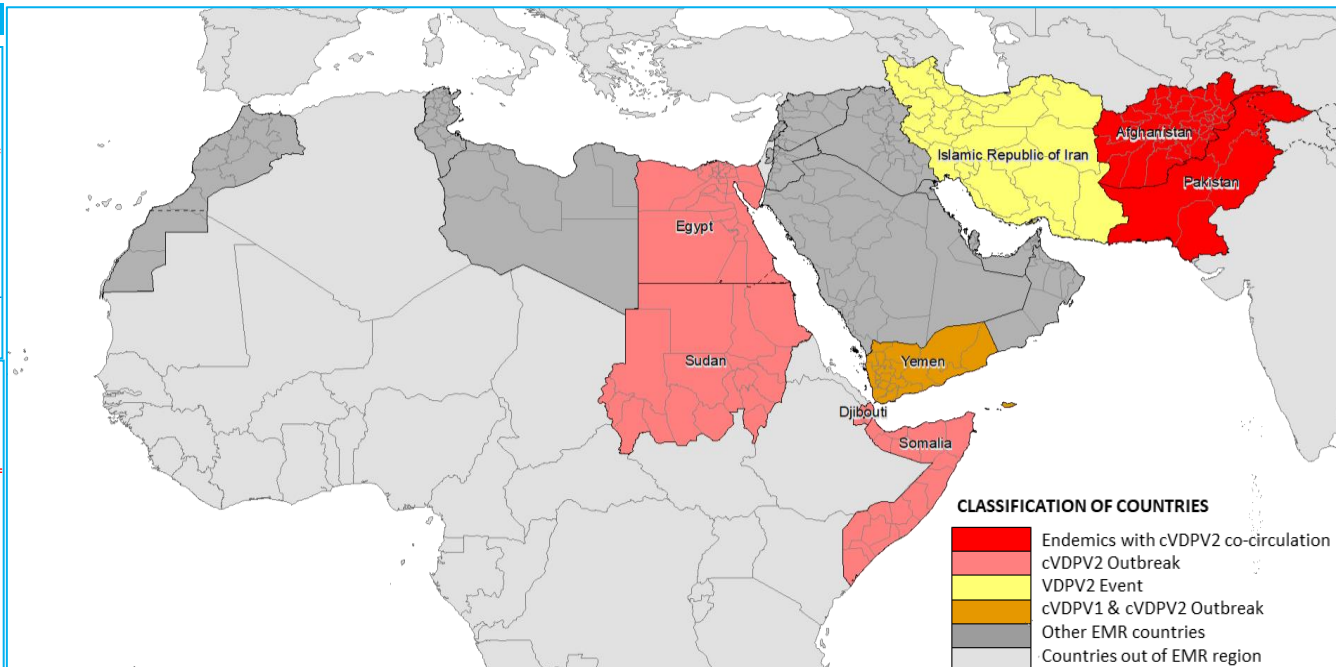 Afghanistan
Islamic Republic of Iran
Pakistan
Egypt
Sudan
Yemen
Djibouti
Somalia
CLASSIFICATION OF COUNTRIES
Endemics with cVDPV2 co-circulation
cVDPV2 Outbreak
VDPV2 Event
cVDPV1 & cVDPV2 Outbreak
Other EMR countries
Countries out of EMR region